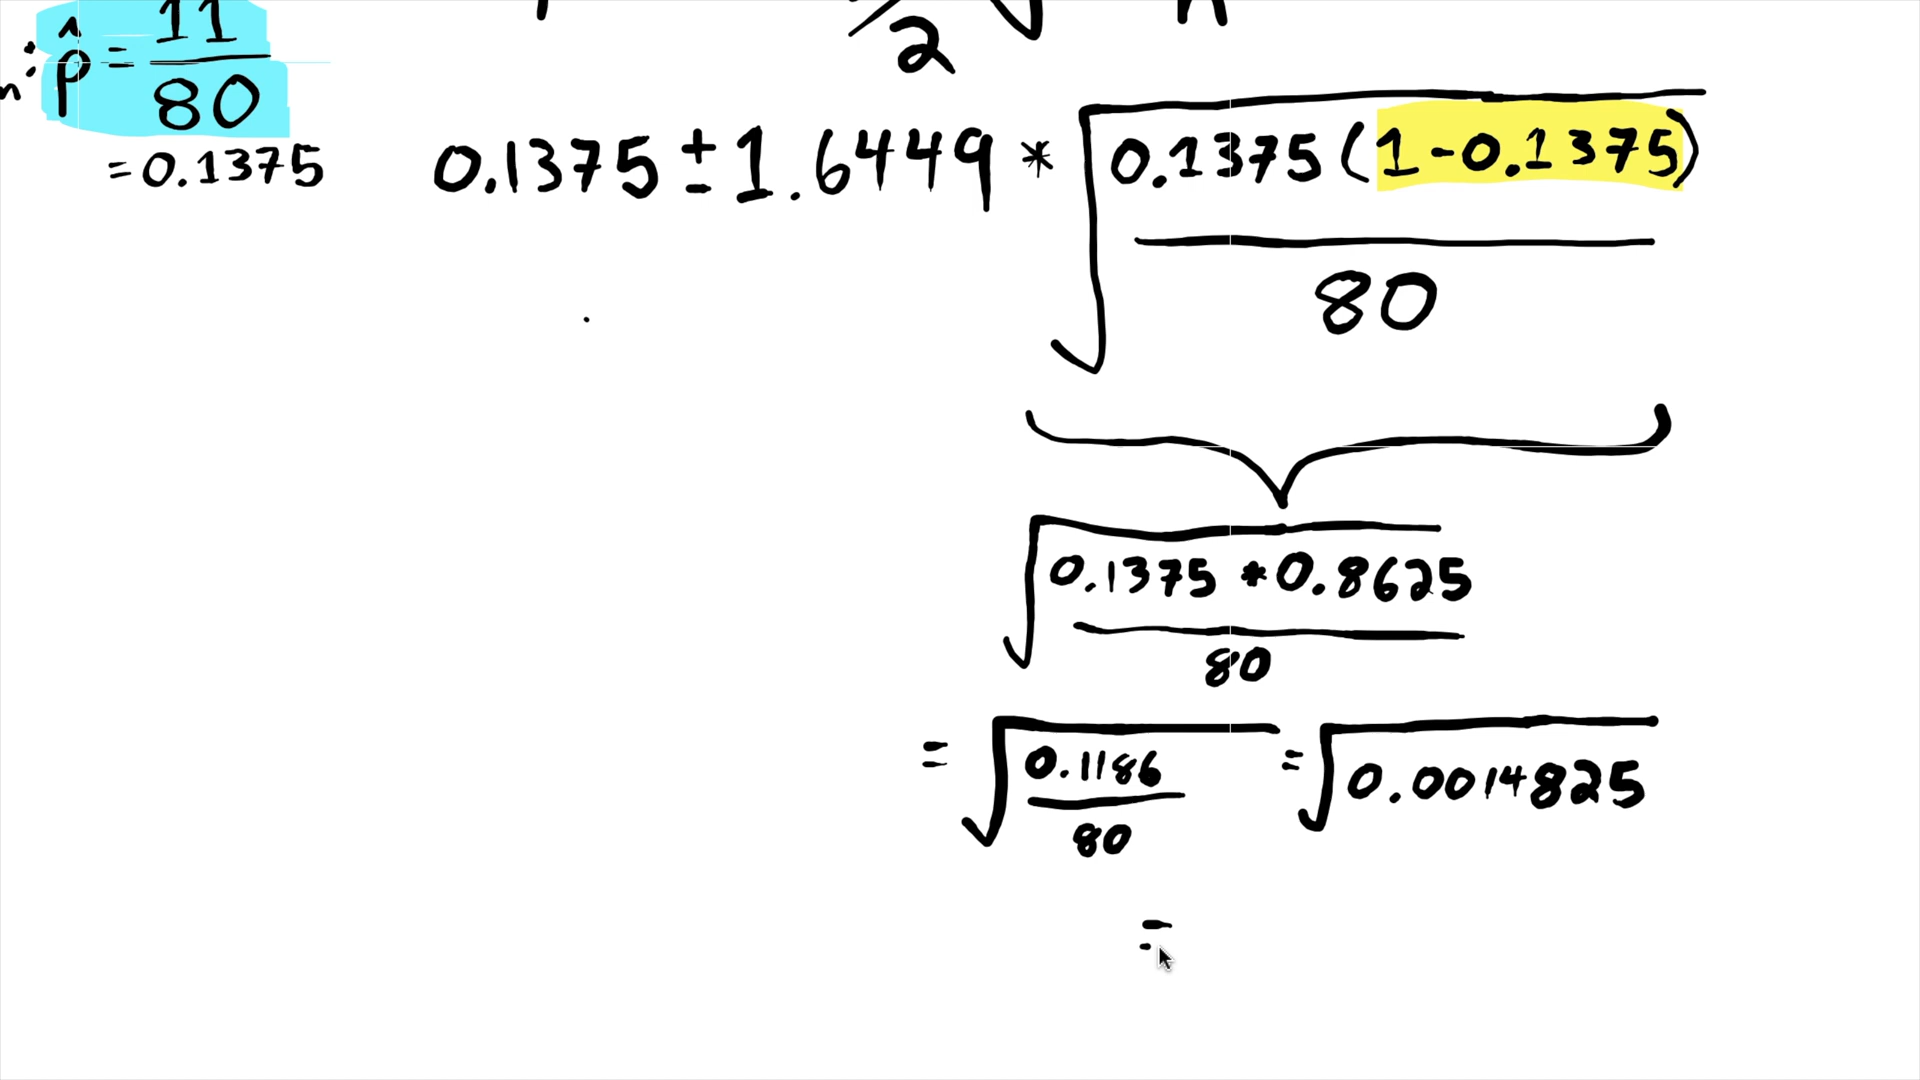 p̂ = 11/80
= 0.1375
2 √ n
0.1375 ± 1.6449 * √(0.1375(1-0.1375)/80)
√(0.1375 * 0.8625/80)
= √(0.1186/80) = √0.0014825
=